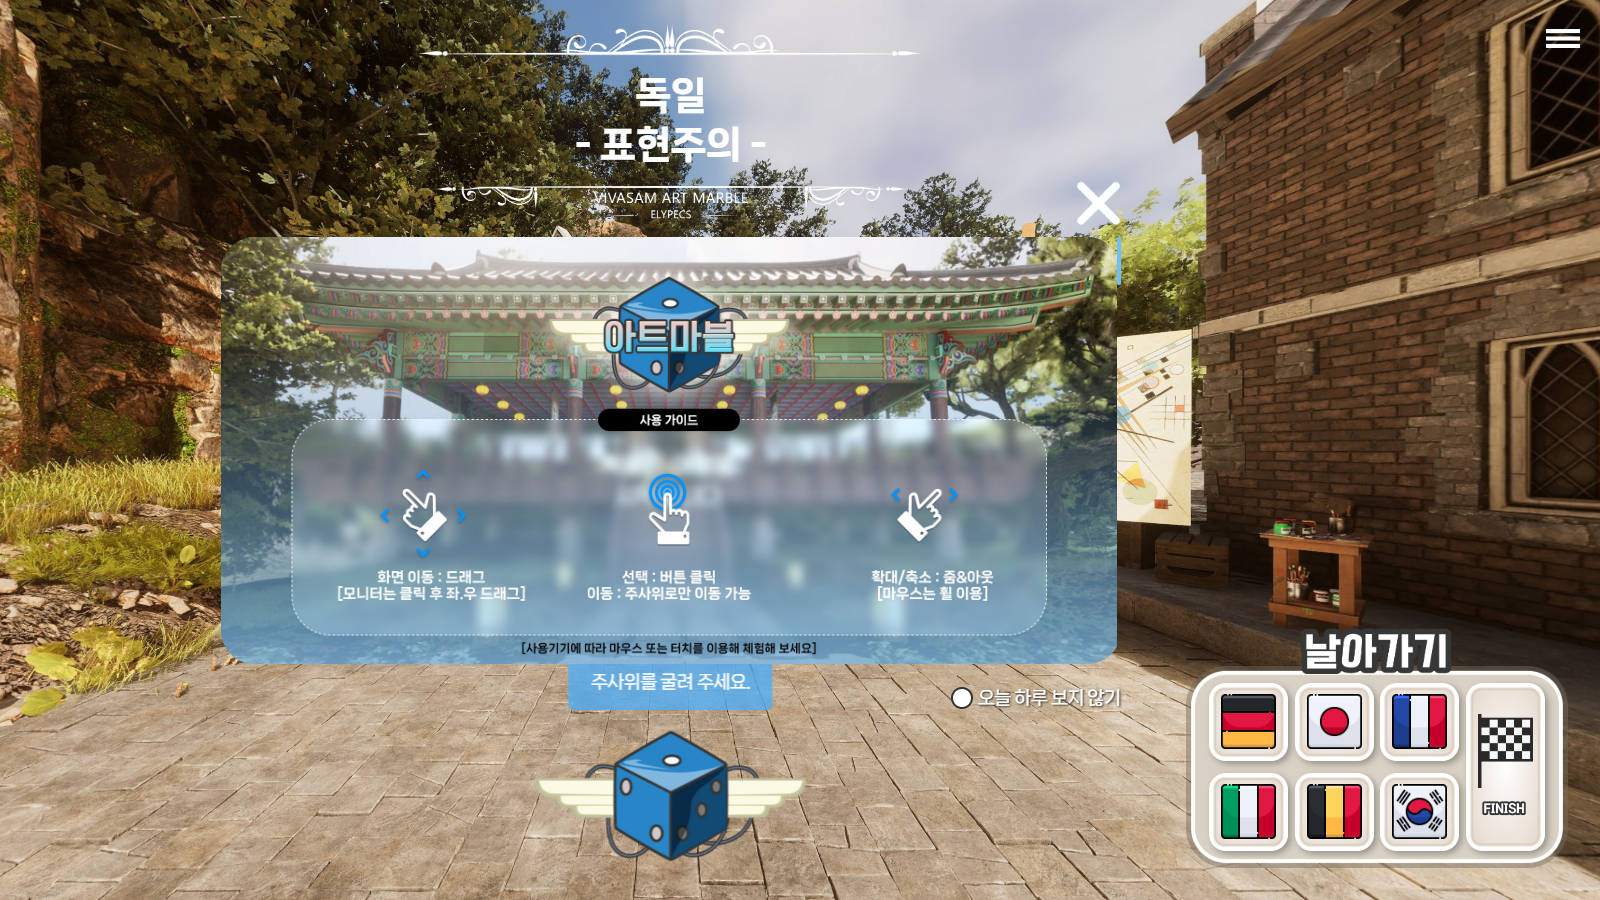 독일
- 표현주의 -
VIVASAM ART MARBLE
ELYPECS
아트마블
사용 가이드
화면 이동 : 드래그
[모니터는 클릭 후 좌.우 드래그]
선택 : 버튼 클릭
이동 : 주사위로만 이동 가능
확대/축소 : 줌&아웃
[마우스는 휠 이용]
[사용기기에 따라 마우스 또는 터치를 이용해 체험해 보세요]
주사위를 굴려 주세요.
오늘 하루 보지 않기
날아가기
FINISH